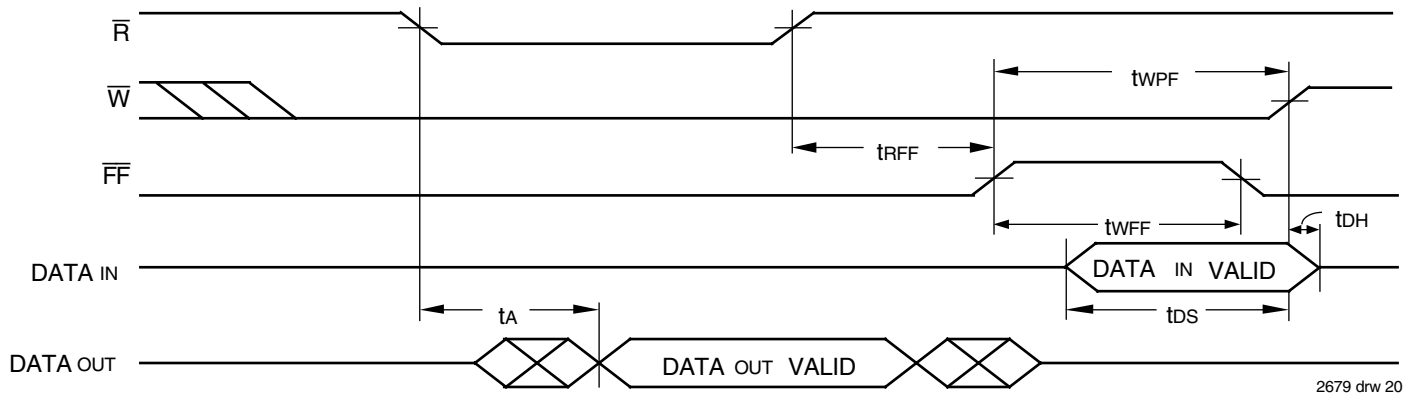 R̅
W̅
tWPF
tRFF
F̅F̅
tWFF
tDH
DATA IN
DATA IN VALID
tA
tDS
DATA OUT
DATA OUT VALID
2679 drw 20